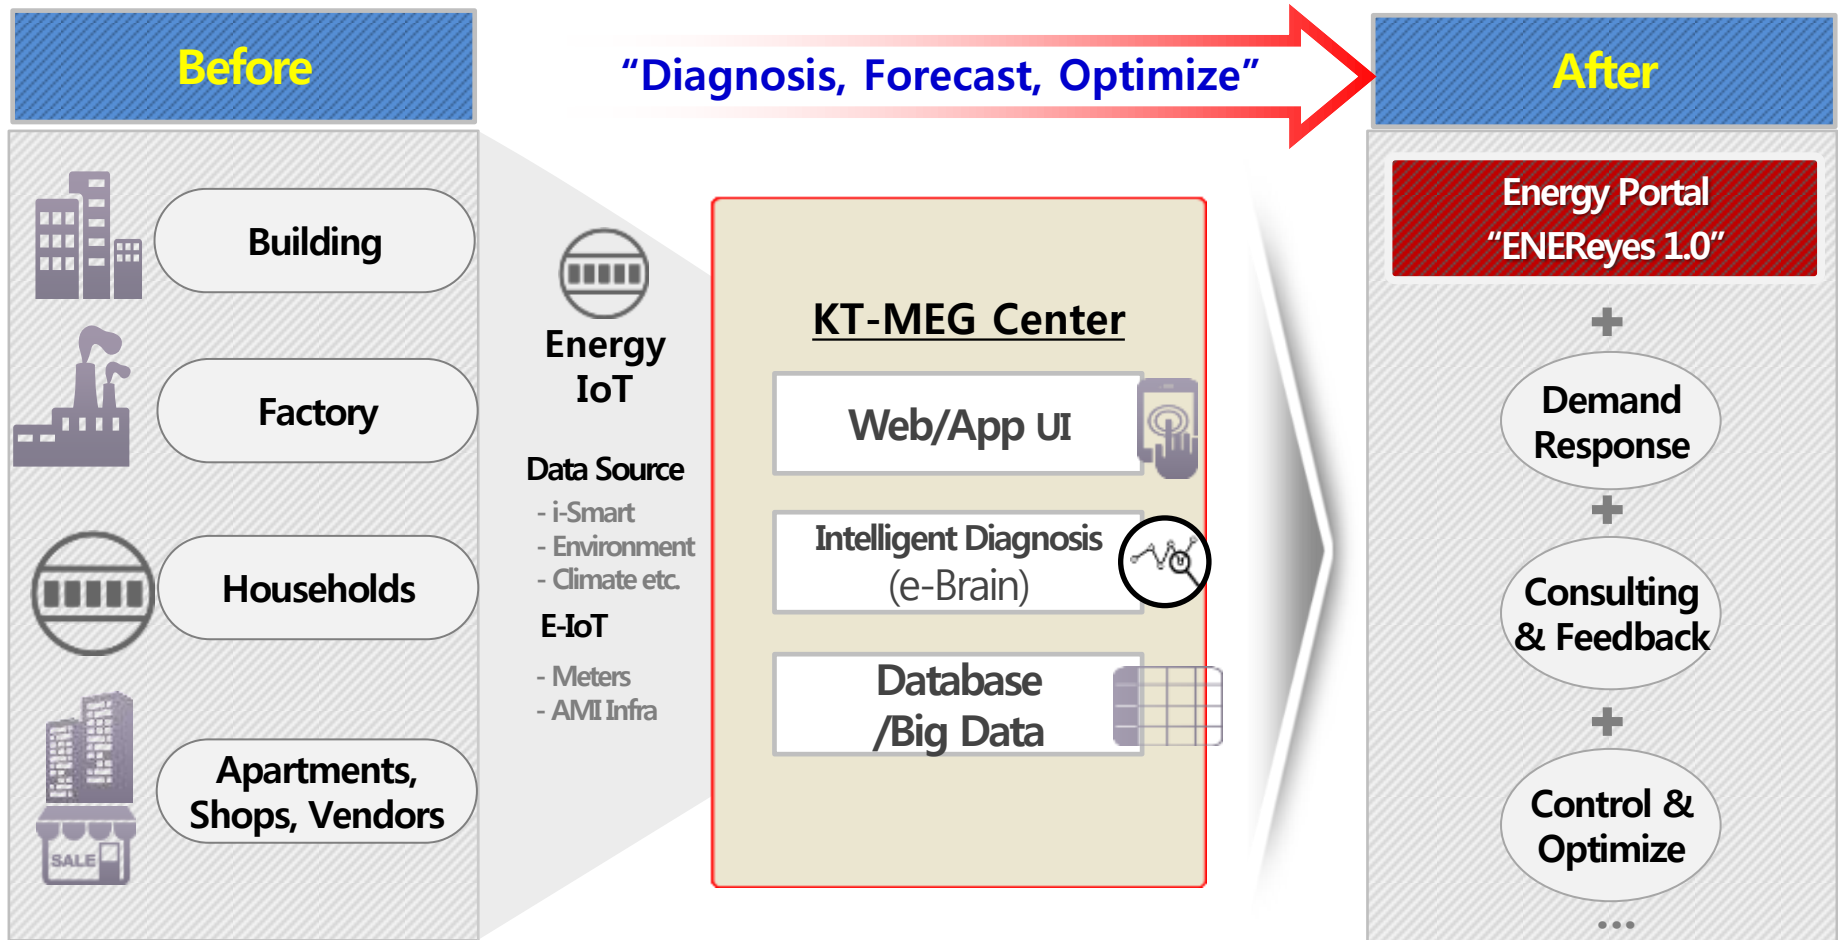 Before
“Diagnosis, Forecast, Optimize”
After
Building
Factory
Households
Apartments,
Shops, Vendors
SALE
Energy
IoT
Data Source
- i-Smart
- Environment
- Climate etc.
E-IoT
- Meters
- AMI Infra
KT-MEG Center
Web/App UI
Intelligent Diagnosis
(e-Brain)
Database
/Big Data
Energy Portal
“ENEReyes 1.0”
+
Demand
Response
+
Consulting
& Feedback
+
Control &
Optimize
...